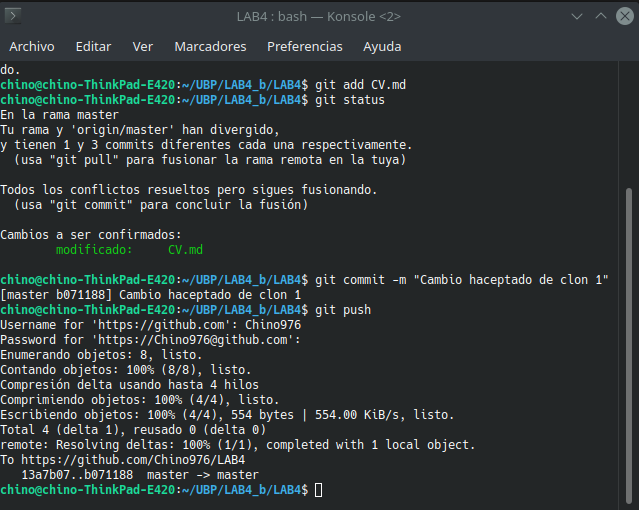 LAB4 : bash — Konsole <2>
Archivo Editar Ver Marcadores Preferencias Ayuda
do.
chino@chino-ThinkPad-E420:~/UBP/LAB4_b/LAB4$ git add CV.md
chino@chino-ThinkPad-E420:~/UBP/LAB4_b/LAB4$ git status
En la rama master
Tu rama y 'origin/master' han divergido,
y tienen 1 y 3 commits diferentes cada una respectivamente.
  (usa "git pull" para fusionar la rama remota en la tuya)
Todos los conflictos resueltos pero sigues fusionando.
  (usa "git commit" para concluir la fusión)
Cambios a ser confirmados:
        modificado:     CV.md
chino@chino-ThinkPad-E420:~/UBP/LAB4_b/LAB4$ git commit -m "Cambio haceptado de clon 1"
[master b071188] Cambio haceptado de clon 1
chino@chino-ThinkPad-E420:~/UBP/LAB4_b/LAB4$ git push
Username for 'https://github.com': Chino976
Password for 'https://Chino976@github.com':
Enumerando objetos: 8, listo.
Contando objetos: 100% (8/8), listo.
Compresión delta usando hasta 4 hilos
Comprimiendo objetos: 100% (4/4), listo.
Escribiendo objetos: 100% (4/4), 554 bytes | 554.00 KiB/s, listo.
Total 4 (delta 1), reusado 0 (delta 0)
remote: Resolving deltas: 100% (1/1), completed with 1 local object.
To https://github.com/Chino976/LAB4
   13a7b07..b071188  master -> master
chino@chino-ThinkPad-E420:~/UBP/LAB4_b/LAB4$